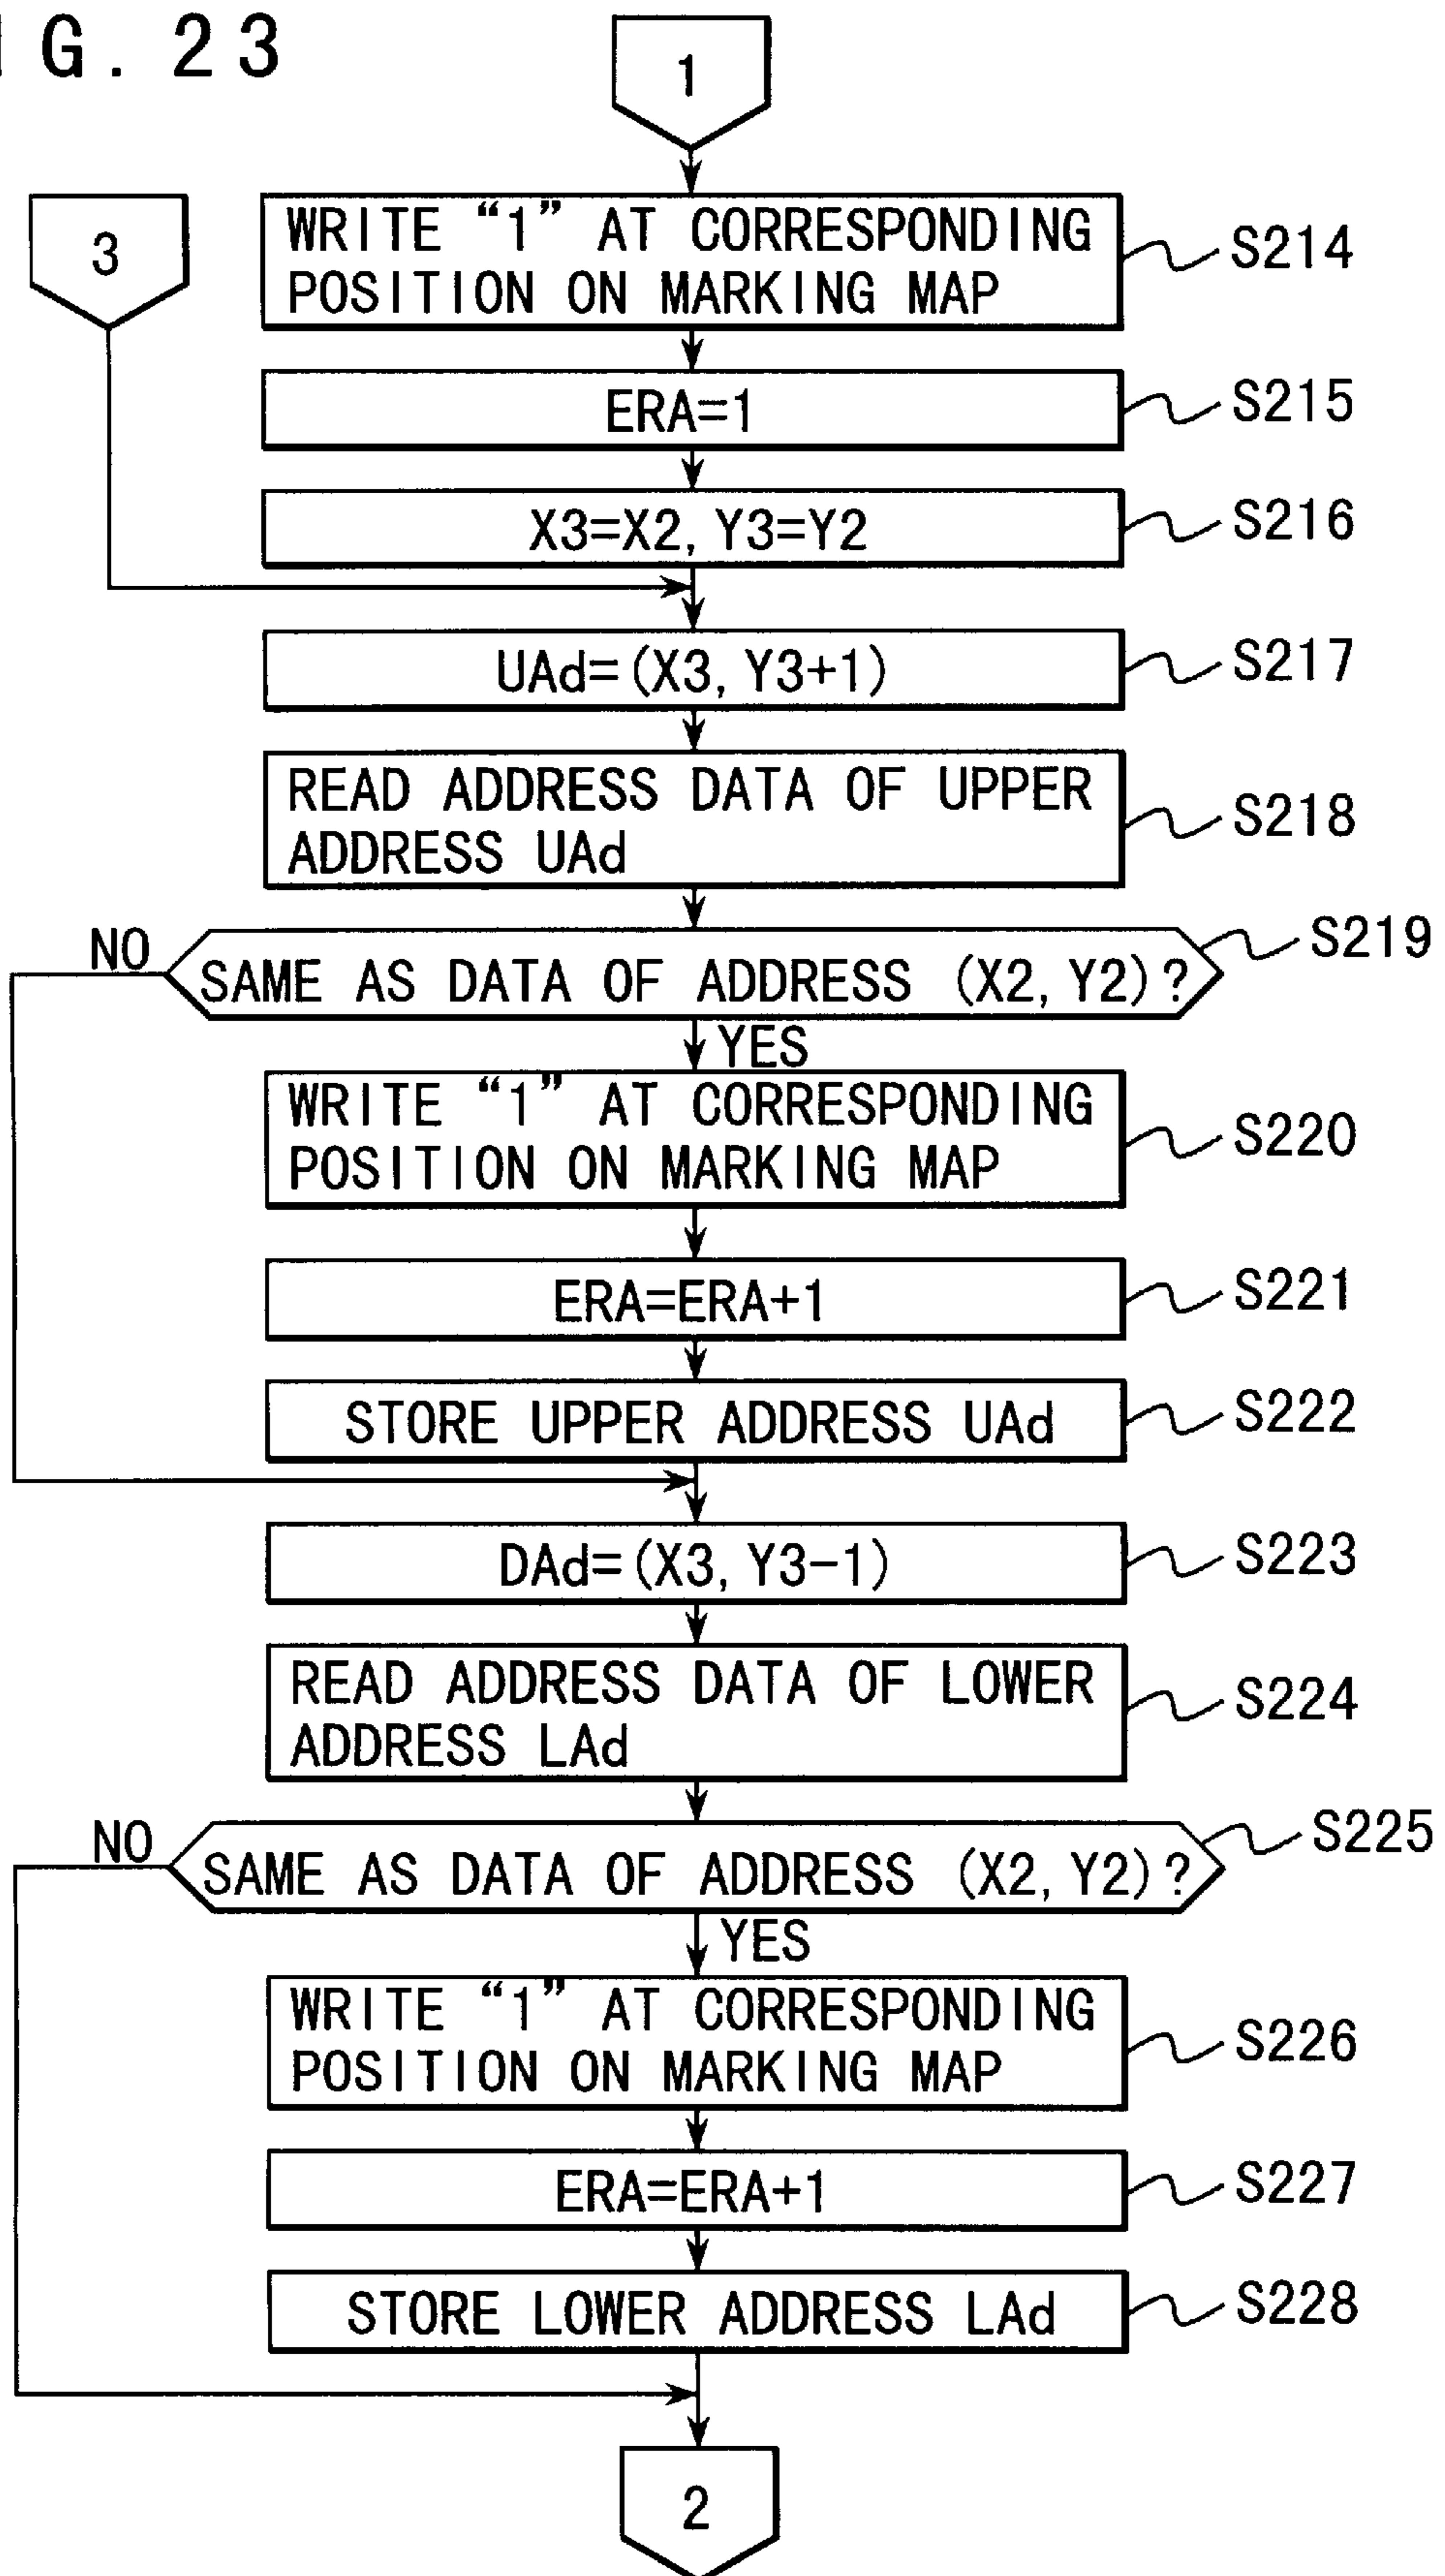 IG. 23
1
3
WRITE “1” AT CORRESPONDING
POSITION ON MARKING MAP
S214
ERA=1
S215
X3=X2, Y3=Y2
S216
UAd=(X3, Y3+1)
S217
READ ADDRESS DATA OF UPPER
ADDRESS UAd
S218
NO
SAME AS DATA OF ADDRESS (X2, Y2)?
S219
YES
WRITE “1” AT CORRESPONDING
POSITION ON MARKING MAP
S220
ERA=ERA+1
S221
STORE UPPER ADDRESS UAd
S222
DAd=(X3, Y3-1)
S223
READ ADDRESS DATA OF LOWER
ADDRESS LAd
S224
NO
SAME AS DATA OF ADDRESS (X2, Y2)?
S225
YES
WRITE “1” AT CORRESPONDING
POSITION ON MARKING MAP
S226
ERA=ERA+1
S227
STORE LOWER ADDRESS LAd
S228
2